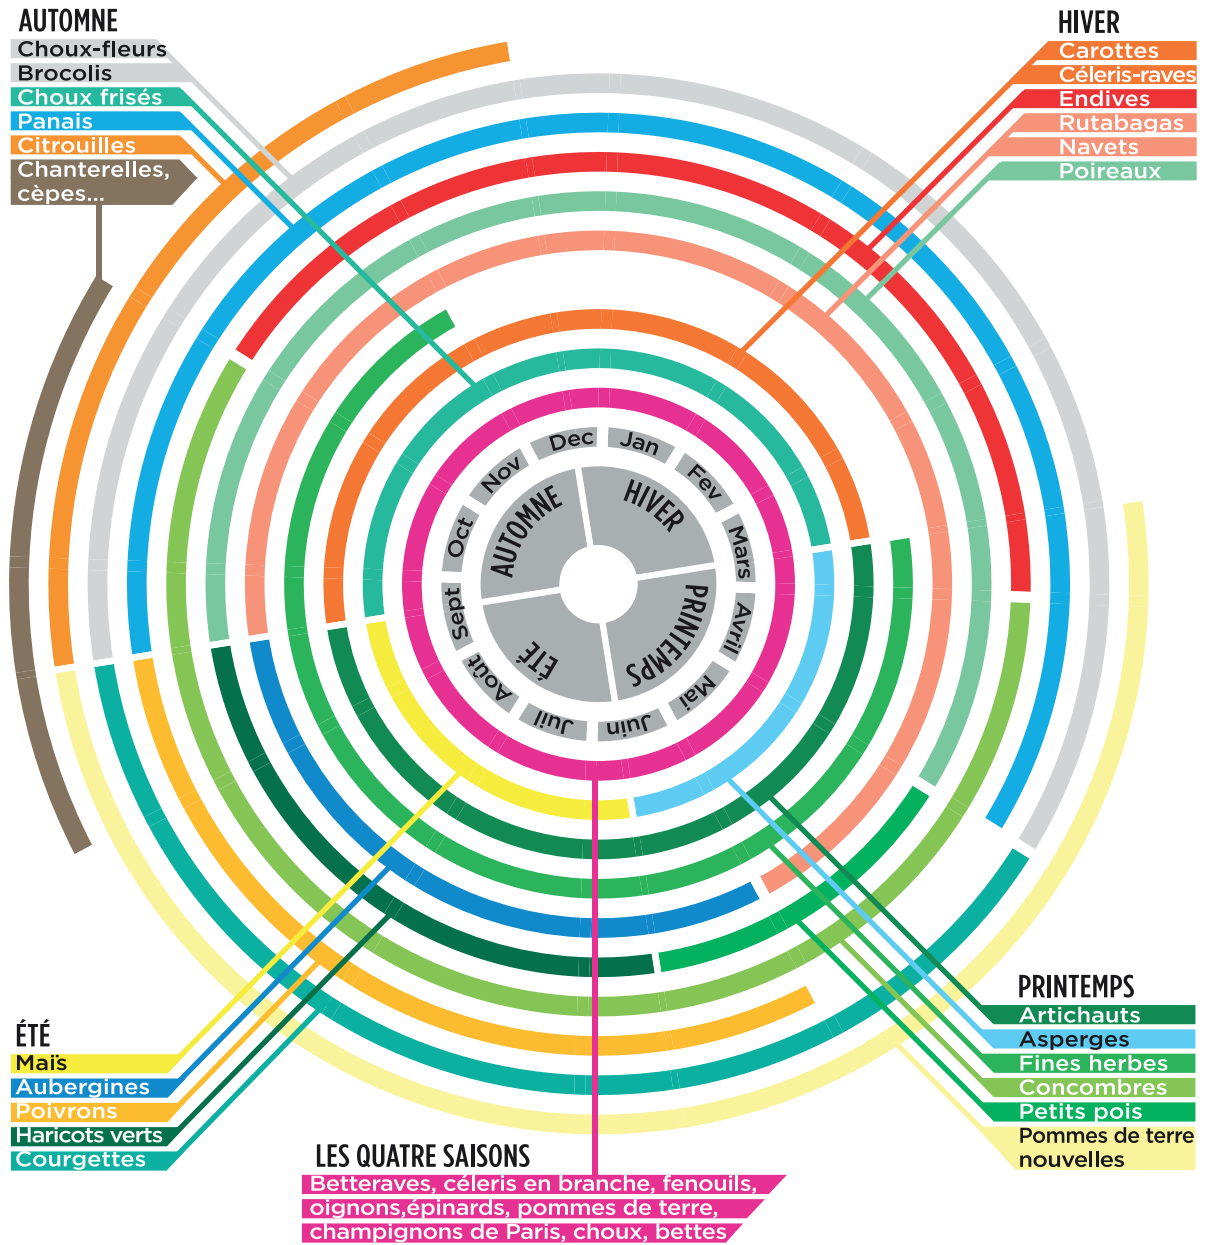 AUTOMNE
Choux-fleurs
Brocolis
Choux frisés
Panais
Citrouilles
Chanterelles,
cèpes...
HIVER
Carottes
Céleris-raves
Endives
Rutabagas
Navets
Poireaux
Jan
Fev
Mars
Avril
Mai
Juin
Juil
Août
Sept
Oct
Nov
Dec
HIVER
PRINTEMPS
ÉTÉ
AUTOMNE
PRINTEMPS
Artichauts
Asperges
Fines herbes
Concombres
Petits pois
Pommes de terre
nouvelles
ÉTÉ
Maïs
Aubergines
Poivrons
Haricots verts
Courgettes
LES QUATRE SAISONS
Betteraves, céleris en branche, fenouils,
oignons,épinards, pommes de terre,
champignons de Paris, choux, bettes